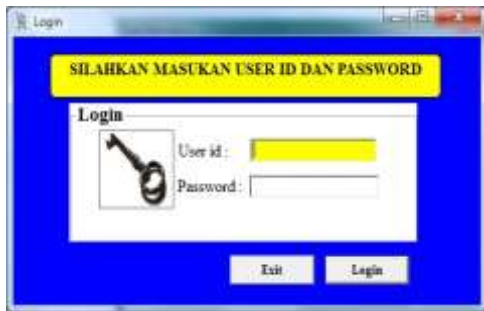 Login
SILAHKAN MASUKAN USER ID DAN PASSWORD
Login
User id :
Password :
Exit
Login